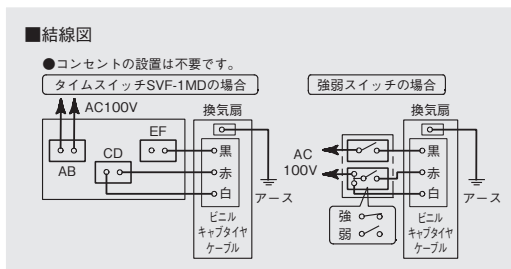 ■結線図
●コンセントの設置は不要です。
タイムスイッチSVF-1MDの場合
AC100V
換気扇
EF
CD
AB
黒
赤
白
アース
ビニル
キャブタイヤ
ケーブル
強弱スイッチの場合
換気扇
AC
100V
黒
赤
白
アース
強
弱
ビニル
キャプタイヤ
ケーブル